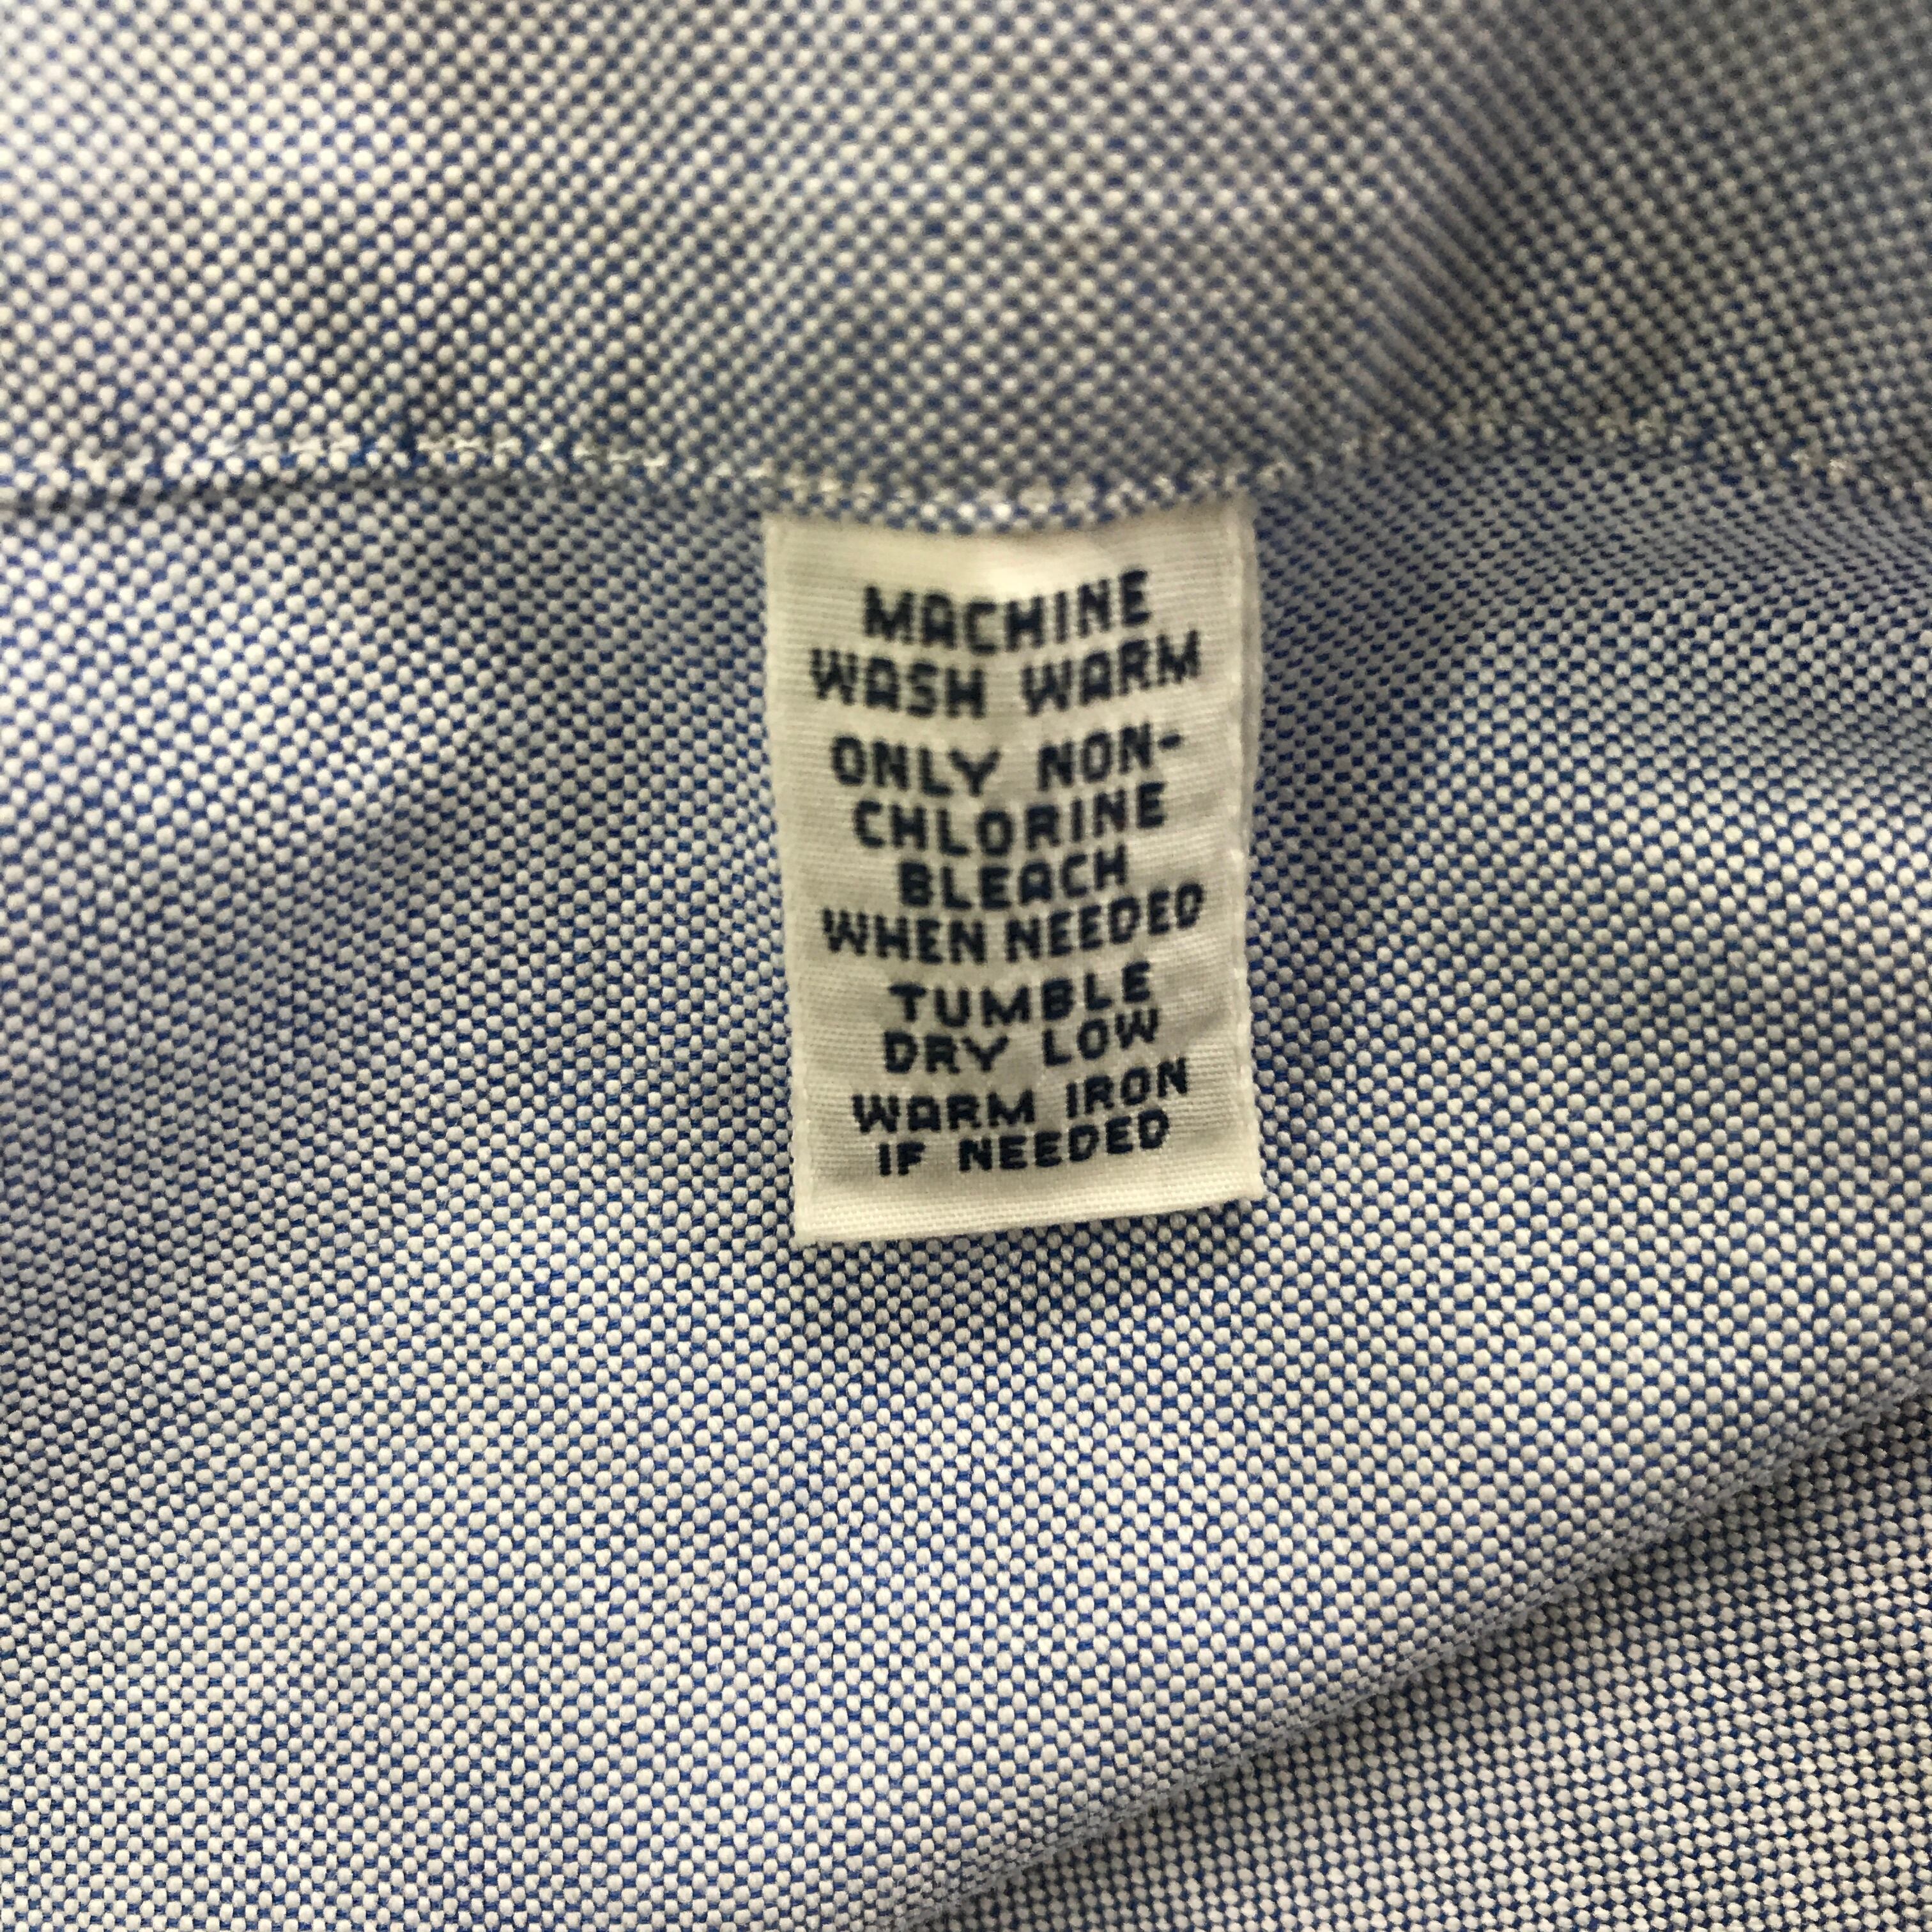 MACHINE
WASH WARM
ONLY NON-
CHLORINE
BLEACH
WHEN NEEDED
TUMBLE
DRY LOW
WARM IRON
IF NEEDED